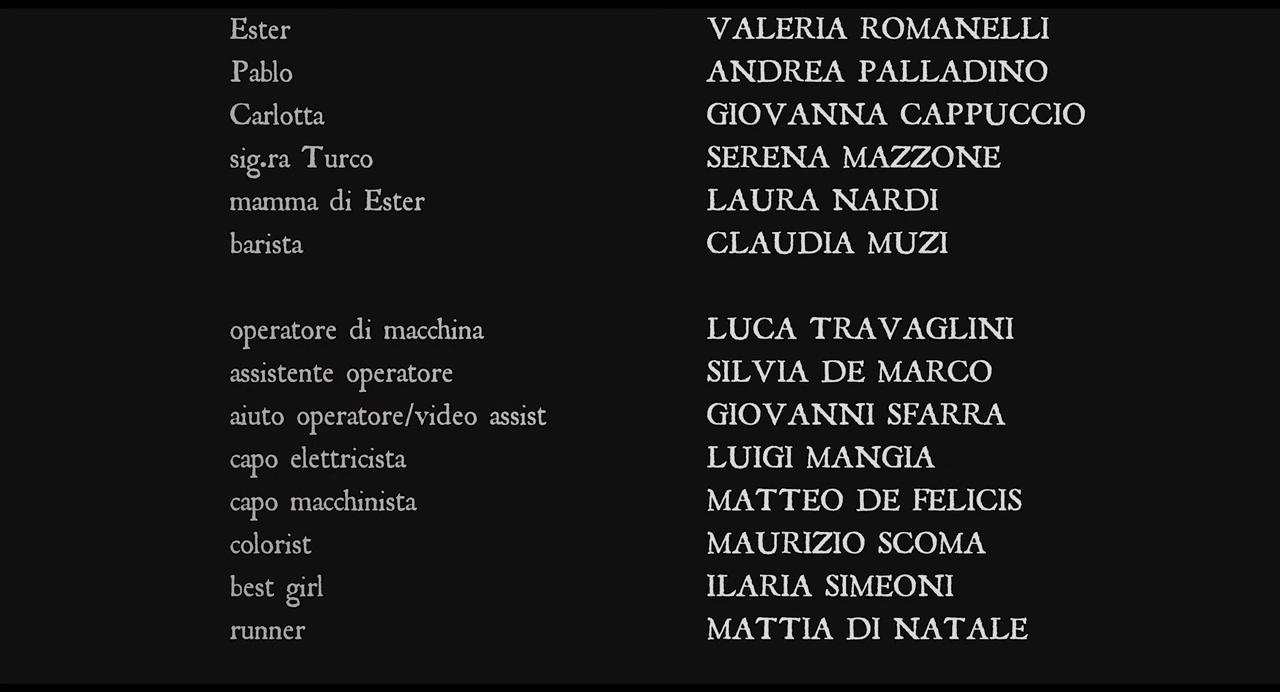 Ester VALERIA ROMANELLI
Pablo ANDREA PALLADINO
Carlotta GIOVANNA CAPPUCCIO
sig.ra Turco SERENA MAZZONE
mamma di Ester LAURA NARDI
barista CLAUDIA MUZI
operatore di macchina LUCA TRAVAGLINI
assistente operatore SILVIA DE MARCO
aiuto operatore/video assist GIOVANNI SFARRA
capo elettricista LUIGI MANGIA
capo macchinista MATTEO DE FELICIS
colorist MAURIZIO SCOMA
best girl ILARIA SIMEONI
runner MATTIA DI NATALE